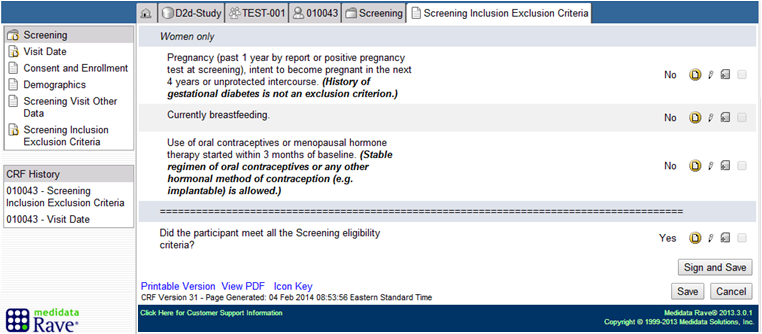 D2d-Study TEST-001 010043 Screening Screening Inclusion Exclusion Criteria
Screening
Visit Date
Consent and Enrollment
Demographics
Screening Visit Other
Data
Screening Inclusion
Exclusion Criteria
CRF History
010043 - Screening
Inclusion Exclusion Criteria
010043 - Visit Date
Women only
Pregnancy (past 1 year by report or positive pregnancy
test at screening), intent to become pregnant in the next
4 years or unprotected intercourse. (History of
gestational diabetes is not an exclusion criterion.)
No
Currently breastfeeding.
No
Use of oral contraceptives or menopausal hormone
therapy started within 3 months of baseline. (Stable
regimen of oral contraceptives or any other
hormonal method of contraception (e.g.
implantable) is allowed.)
No
Did the participant meet all the Screening eligibility
criteria?
Yes
Sign and Save
Printable Version View PDF Icon Key
CRF Version 31 - Page Generated: 04 Feb 2014 08:53:56 Eastern Standard Time
Save Cancel
medidata
Rave®
Click Here for Customer Support Information
Medidata Rave® 2013.3.0.1
Copyright © 1999-2013 Medidata Solutions, Inc.